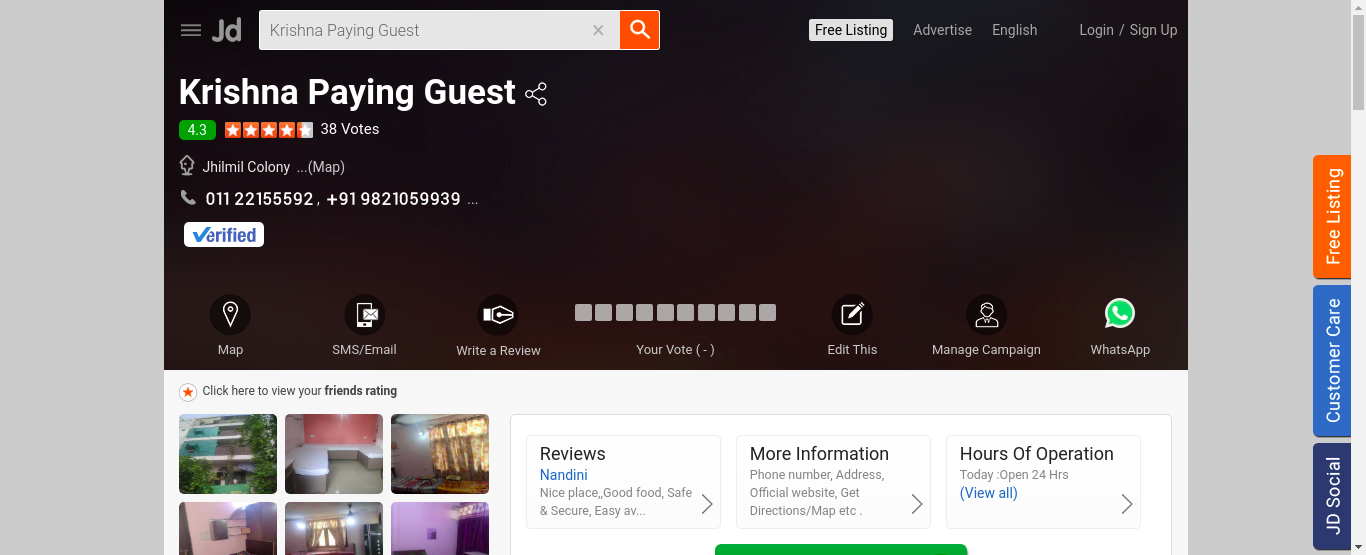 Jd
Krishna Paying Guest
Free Listing
Advertise
English
Login / Sign Up
Krishna Paying Guest
4.3
38 Votes
Jhilmil Colony ...(Map)
011 22155592 , +91 9821059939 ...
Verified
Map
SMS/Email
Write a Review
Your Vote ( - )
Edit This
Manage Campaign
WhatsApp
Click here to view your friends rating
Reviews
Nandini
Nice place,,Good food, Safe
& Secure, Easy av...
More Information
Phone number, Address,
Official website, Get
Directions/Map etc .
Hours Of Operation
Today :Open 24 Hrs
(View all)
Free Listing
Customer Care
JD Social